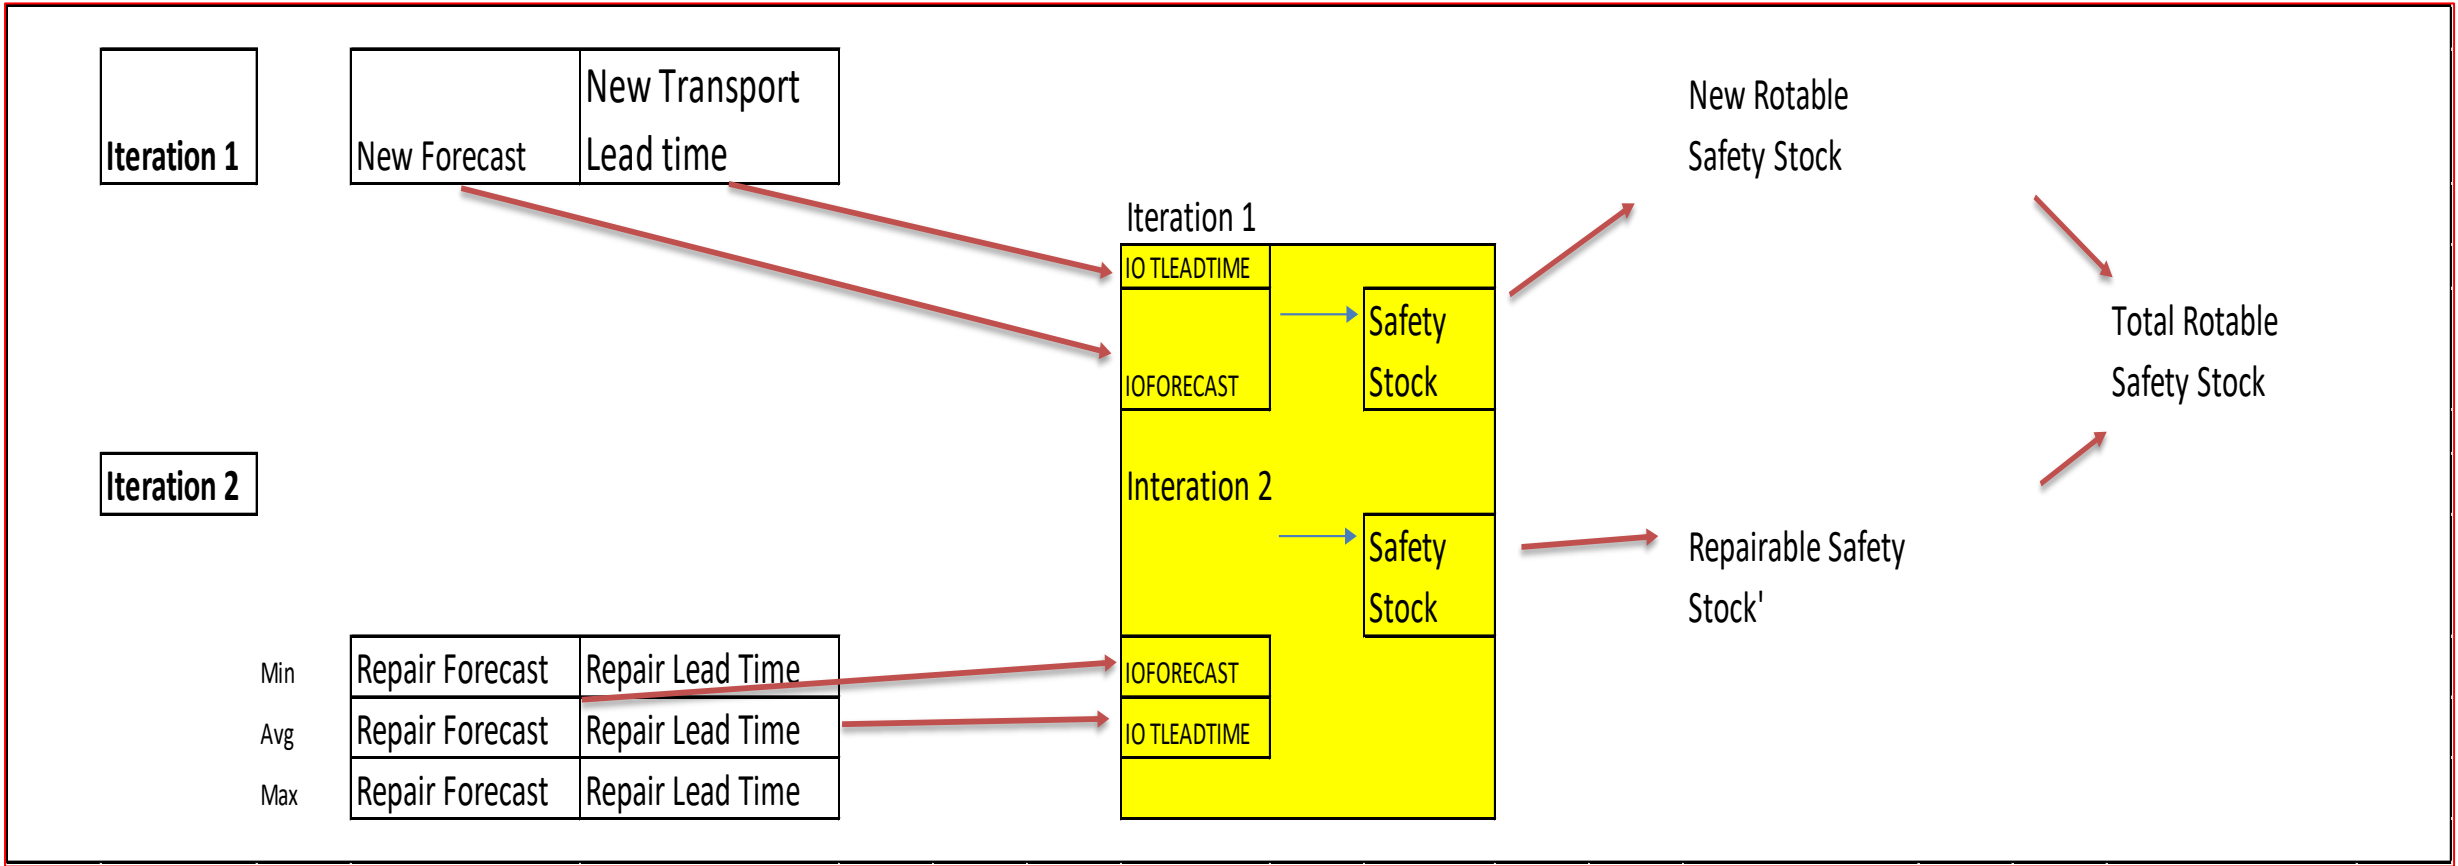 Iteration 1
New Forecast
New Transport
Lead time
New Rotable
Safety Stock
Iteration 1
IO TLEADTIME
IOFORECAST
Safety
Stock
Total Rotable
Safety Stock
Iteration 2
Interation 2
Safety
Stock
Repairable Safety
Stock'
Min
Repair Forecast
Repair Lead Time
IOFORECAST
Avg
Repair Forecast
Repair Lead Time
IO TLEADTIME
Max
Repair Forecast
Repair Lead Time